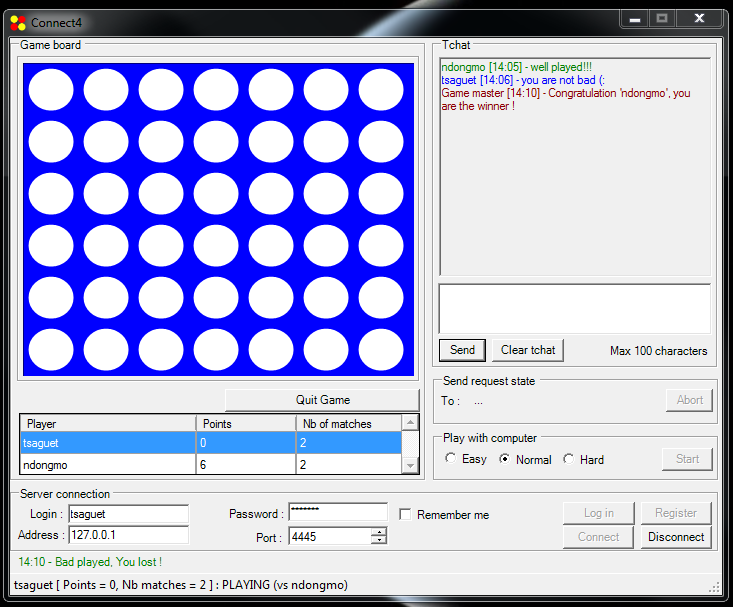 Connect4
Game board
Tchat
ndongmo [14:05] - well played!!!
tsaguet [14:06] - you are not bad (:
Game master [14:10] - Congratulation 'ndongmo', you
are the winner !
Send
Clear tchat
Max 100 characters
Quit Game
Player Points Nb of matches
tsaguet 0 2
ndongmo 6 2
Send request state
To : ...
Abort
Play with computer
Easy Normal Hard
Start
Server connection
Login : tsaguet
Password : *******
Remember me
Log in
Register
Address : 127.0.0.1
Port : 4445
Connect
Disconnect
14:10 - Bad played, You lost !
tsaguet [ Points = 0, Nb matches = 2 ] : PLAYING (vs ndongmo)